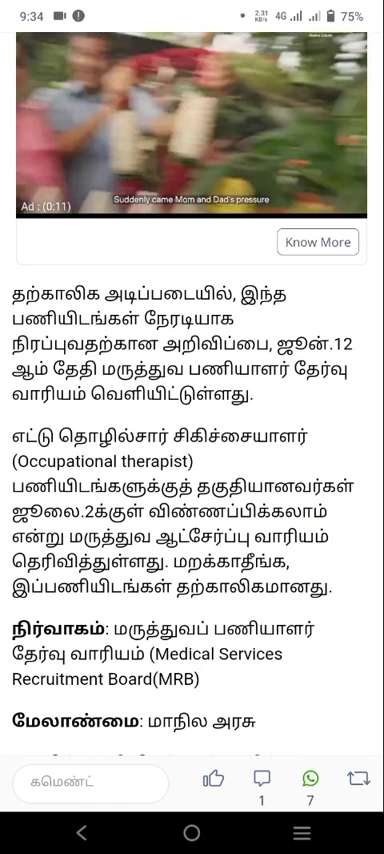 9:34
2.31 KB/s 4G 75%
Suddenly came Mom and Dad's pressure
Ad : (0:11)
Know More
தற்காலிக அடிப்படையில், இந்த
பணியிடங்கள் நேரடியாக
நிரப்புவதற்கான அறிவிப்பை, ஜூன்.12
ஆம் தேதி மருத்துவ பணியாளர் தேர்வு
வாரியம் வெளியிட்டுள்ளது.
எட்டு தொழில்சார் சிகிச்சையாளர்
(Occupational therapist)
பணியிடங்களுக்குத் தகுதியானவர்கள்
ஜூலை.2க்குள் விண்ணப்பிக்கலாம்
என்று மருத்துவ ஆட்சேர்ப்பு வாரியம்
தெரிவித்துள்ளது. மறக்காதீங்க,
இப்பணியிடங்கள் தற்காலிகமானது.
நிர்வாகம்: மருத்துவப் பணியாளர்
தேர்வு வாரியம் (Medical Services
Recruitment Board(MRB)
மேலாண்மை: மாநில அரசு
கமெண்ட்
1
7